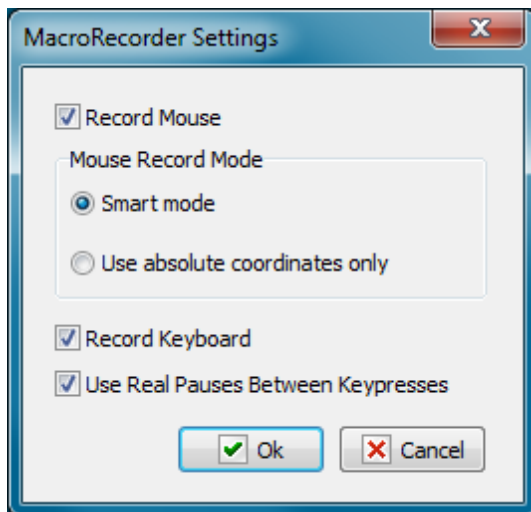 MacroRecorder Settings
Record Mouse
Mouse Record Mode
Smart mode
Use absolute coordinates only
Record Keyboard
Use Real Pauses Between Keypresses
Ok Cancel